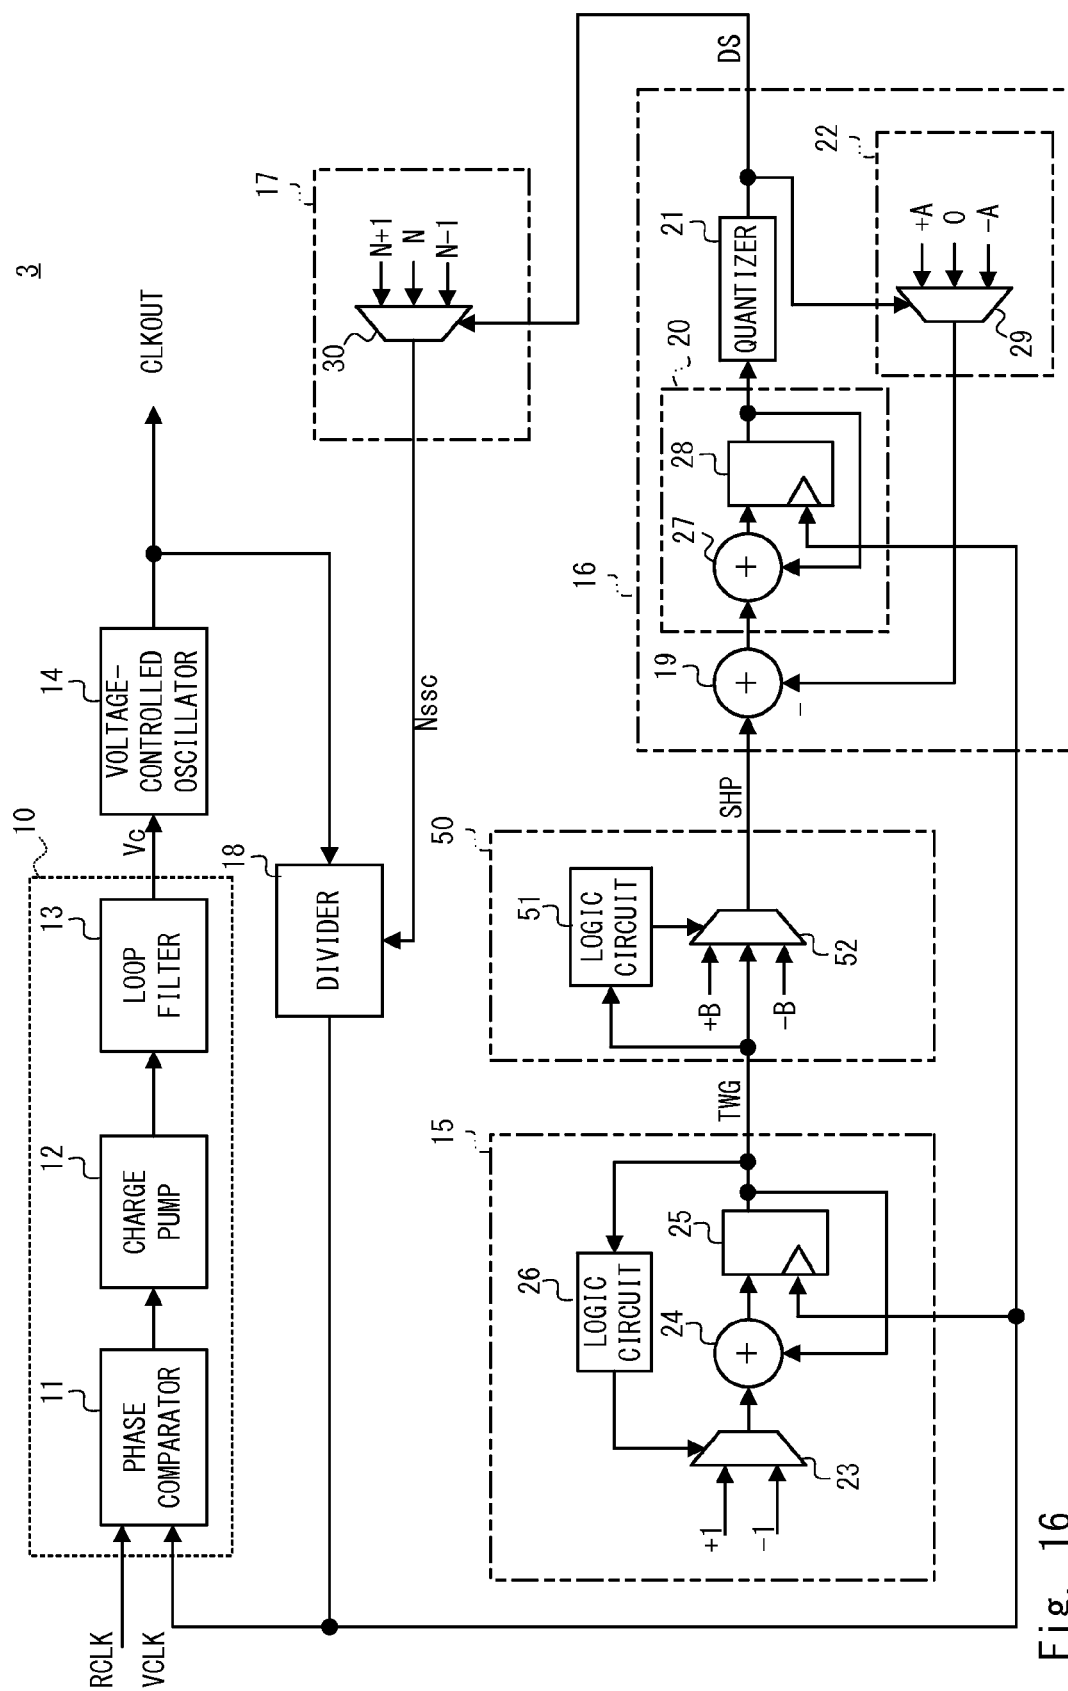 3
10
11
PHASE
COMPARATOR
12
CHARGE
PUMP
13
LOOP
FILTER
Vc
14
VOLTAGE-
CONTROLLED
OSCILLATOR
CLKOUT
RCLK
VCLK
18
DIVIDER
Nssc
17
30
N+1
N
N-1
DS
15
26
LOGIC
CIRCUIT
+1
-1
23
24
+
25
TWG
50
51
LOGIC
CIRCUIT
+B
-B
52
SHP
16
19
+
-
20
27
+
28
21
QUANTIZER
22
+A
0
-A
29
Fig. 16